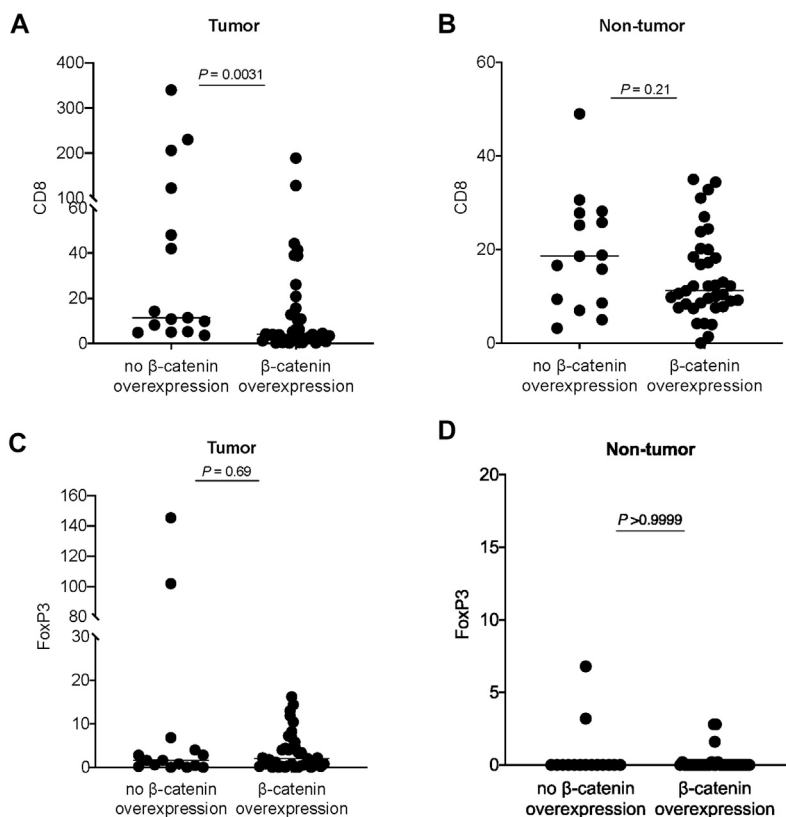 A
Tumor
P = 0.0031
400
300
200
100
60
40
20
0
CD8
no β-catenin
overexpression
β-catenin
overexpression
B
Non-tumor
P = 0.21
60
40
20
0
CD8
no β-catenin
overexpression
β-catenin
overexpression
C
Tumor
P = 0.69
160
140
120
100
80
30
20
10
0
FoxP3
no β-catenin
overexpression
β-catenin
overexpression
D
Non-tumor
P >0.9999
20
15
10
5
0
FoxP3
no β-catenin
overexpression
β-catenin
overexpression